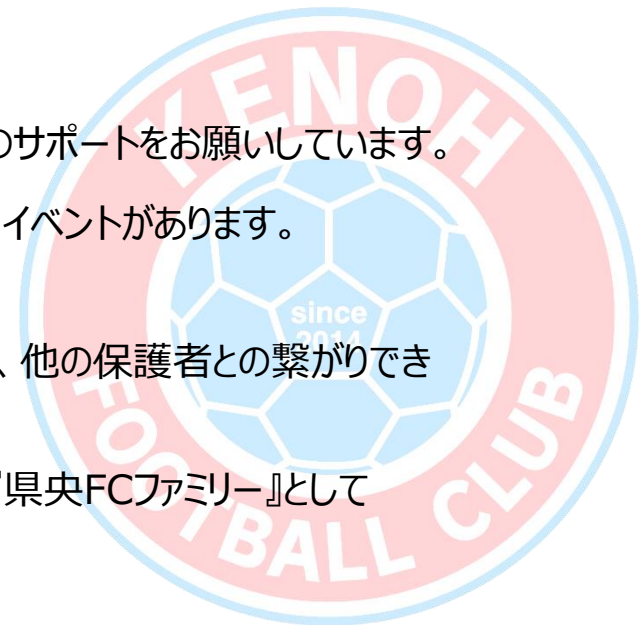 KENOH
のサポートをお願いしています。
イベントがあります。
since
2014
、他の保護者との繋がりでき
『県央FCファミリー』として
FOOTBALL CLUB